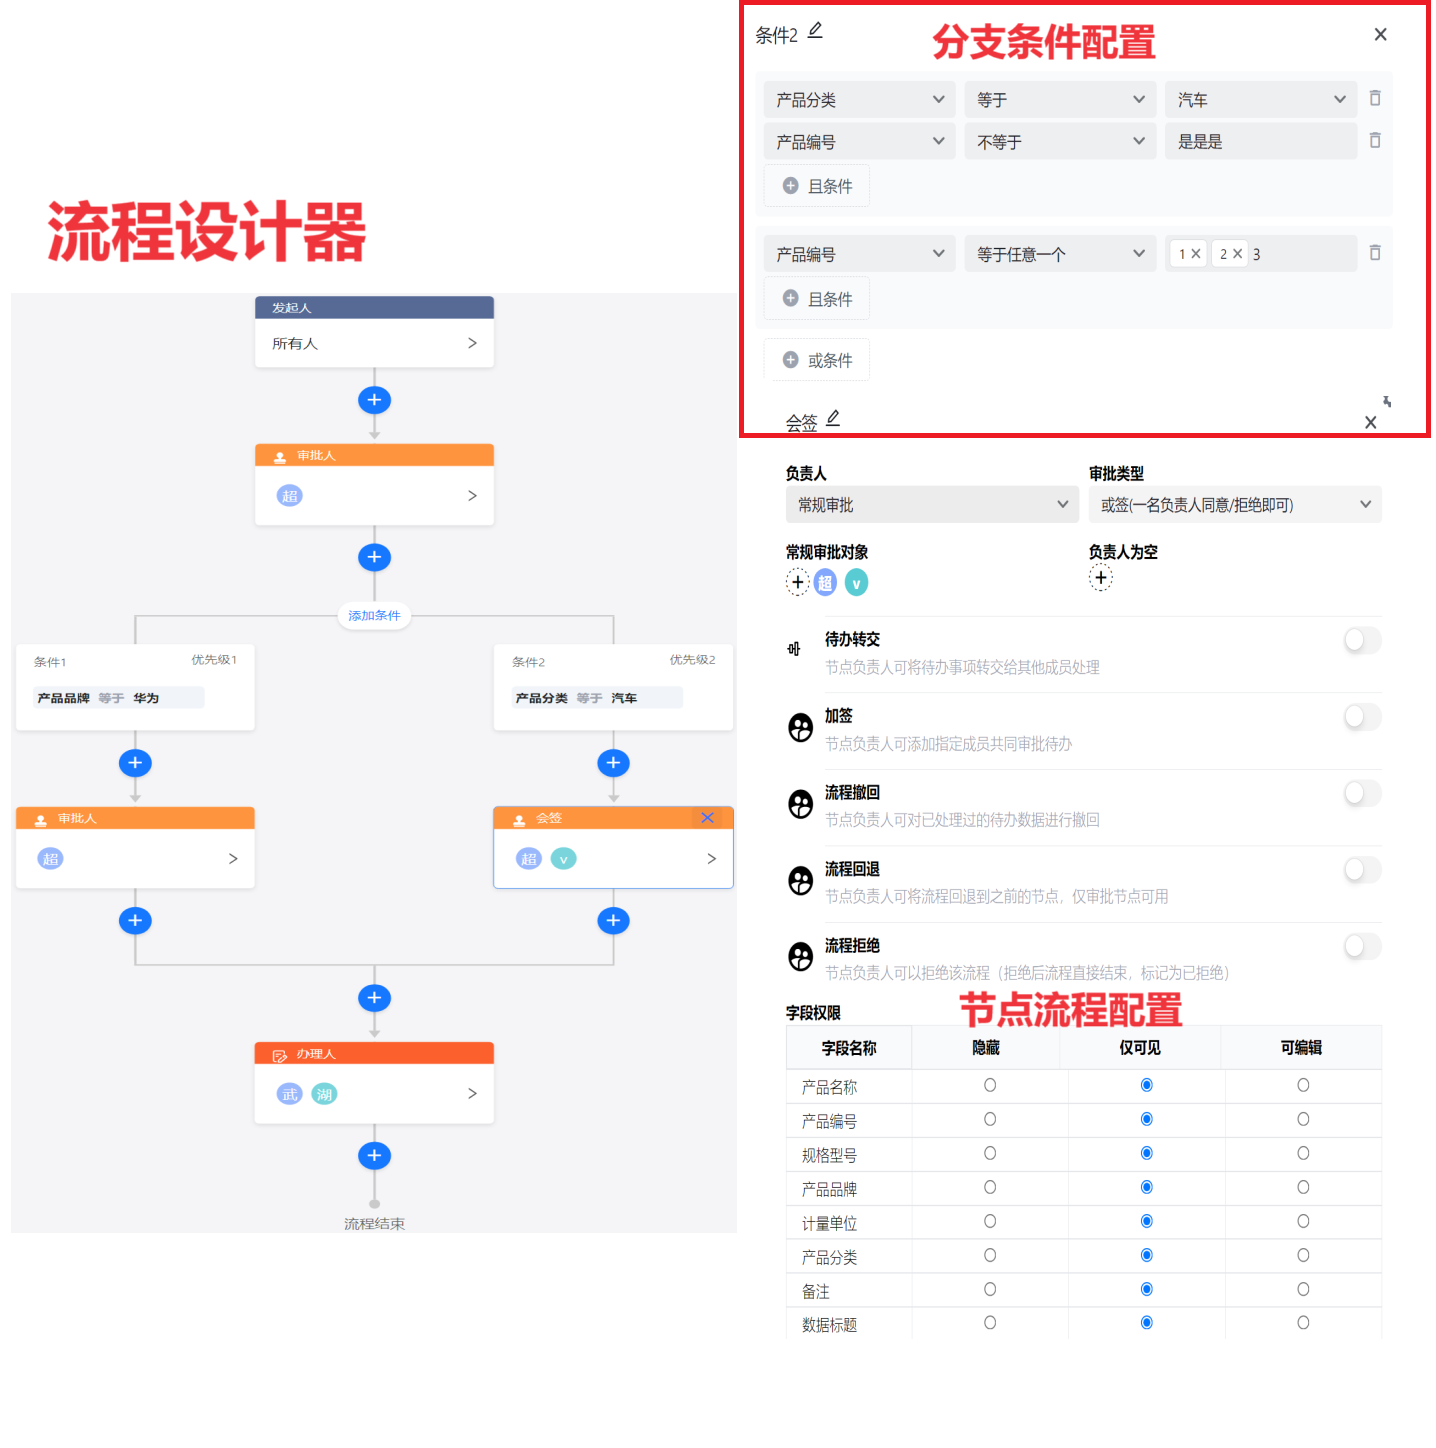 流程设计器
发起人
所有人
审批人
超
添加条件
条件1 优先级1
产品品牌 等于 华为
条件2 优先级2
产品分类 等于 汽车
审批人
超
会签
超 v
办理人
武 湖
流程结束
条件2
分支条件配置
产品分类 等于 汽车
产品编号 不等于 是是是
且条件
产品编号 等于任意一个 1 2 3
且条件
或条件
会签
负责人 审批类型
常规审批 或签(一名负责人同意/拒绝即可)
常规审批对象 负责人为空
超 v
待办转交
节点负责人可将待办事项转交给其他成员处理
加签
节点负责人可添加指定成员共同审批待办
流程撤回
节点负责人可对已处理过的待办数据进行撤回
流程回退
节点负责人可将流程回退到之前的节点，仅审批节点可用
流程拒绝
节点负责人可以拒绝该流程（拒绝后流程直接结束，标记为已拒绝）
节点流程配置
字段权限
字段名称 隐藏 仅可见 可编辑
产品名称
产品编号
规格型号
产品品牌
计量单位
产品分类
备注
数据标题